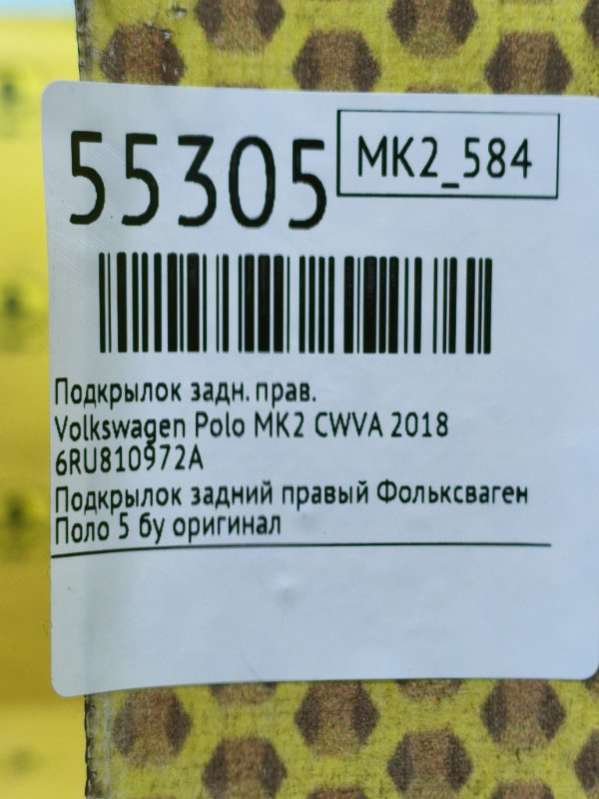 55305
MK2_584
Подкрылок задн. прав.
Volkswagen Polo MK2 CWVA 2018
6RU810972A
Подкрылок задний правый Фольксваген
Поло 5 бу оригинал